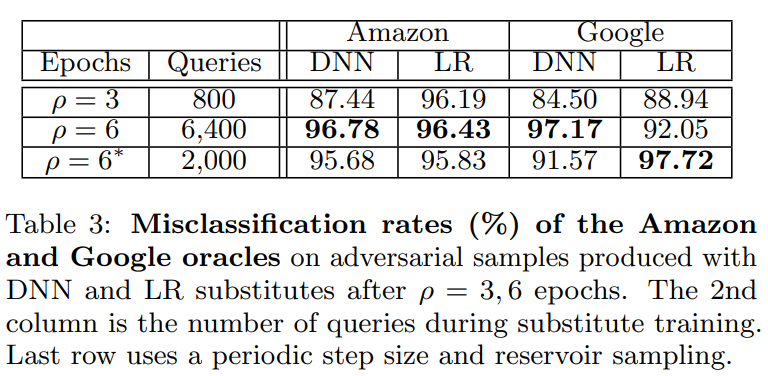 Amazon Google
Epochs Queries DNN LR DNN LR
ρ = 3 800 87.44 96.19 84.50 88.94
ρ = 6 6,400 96.78 96.43 97.17 92.05
ρ = 6* 2,000 95.68 95.83 91.57 97.72
Table 3: Misclassification rates (%) of the Amazon
and Google oracles on adversarial samples produced with
DNN and LR substitutes after ρ = 3, 6 epochs. The 2nd
column is the number of queries during substitute training.
Last row uses a periodic step size and reservoir sampling.